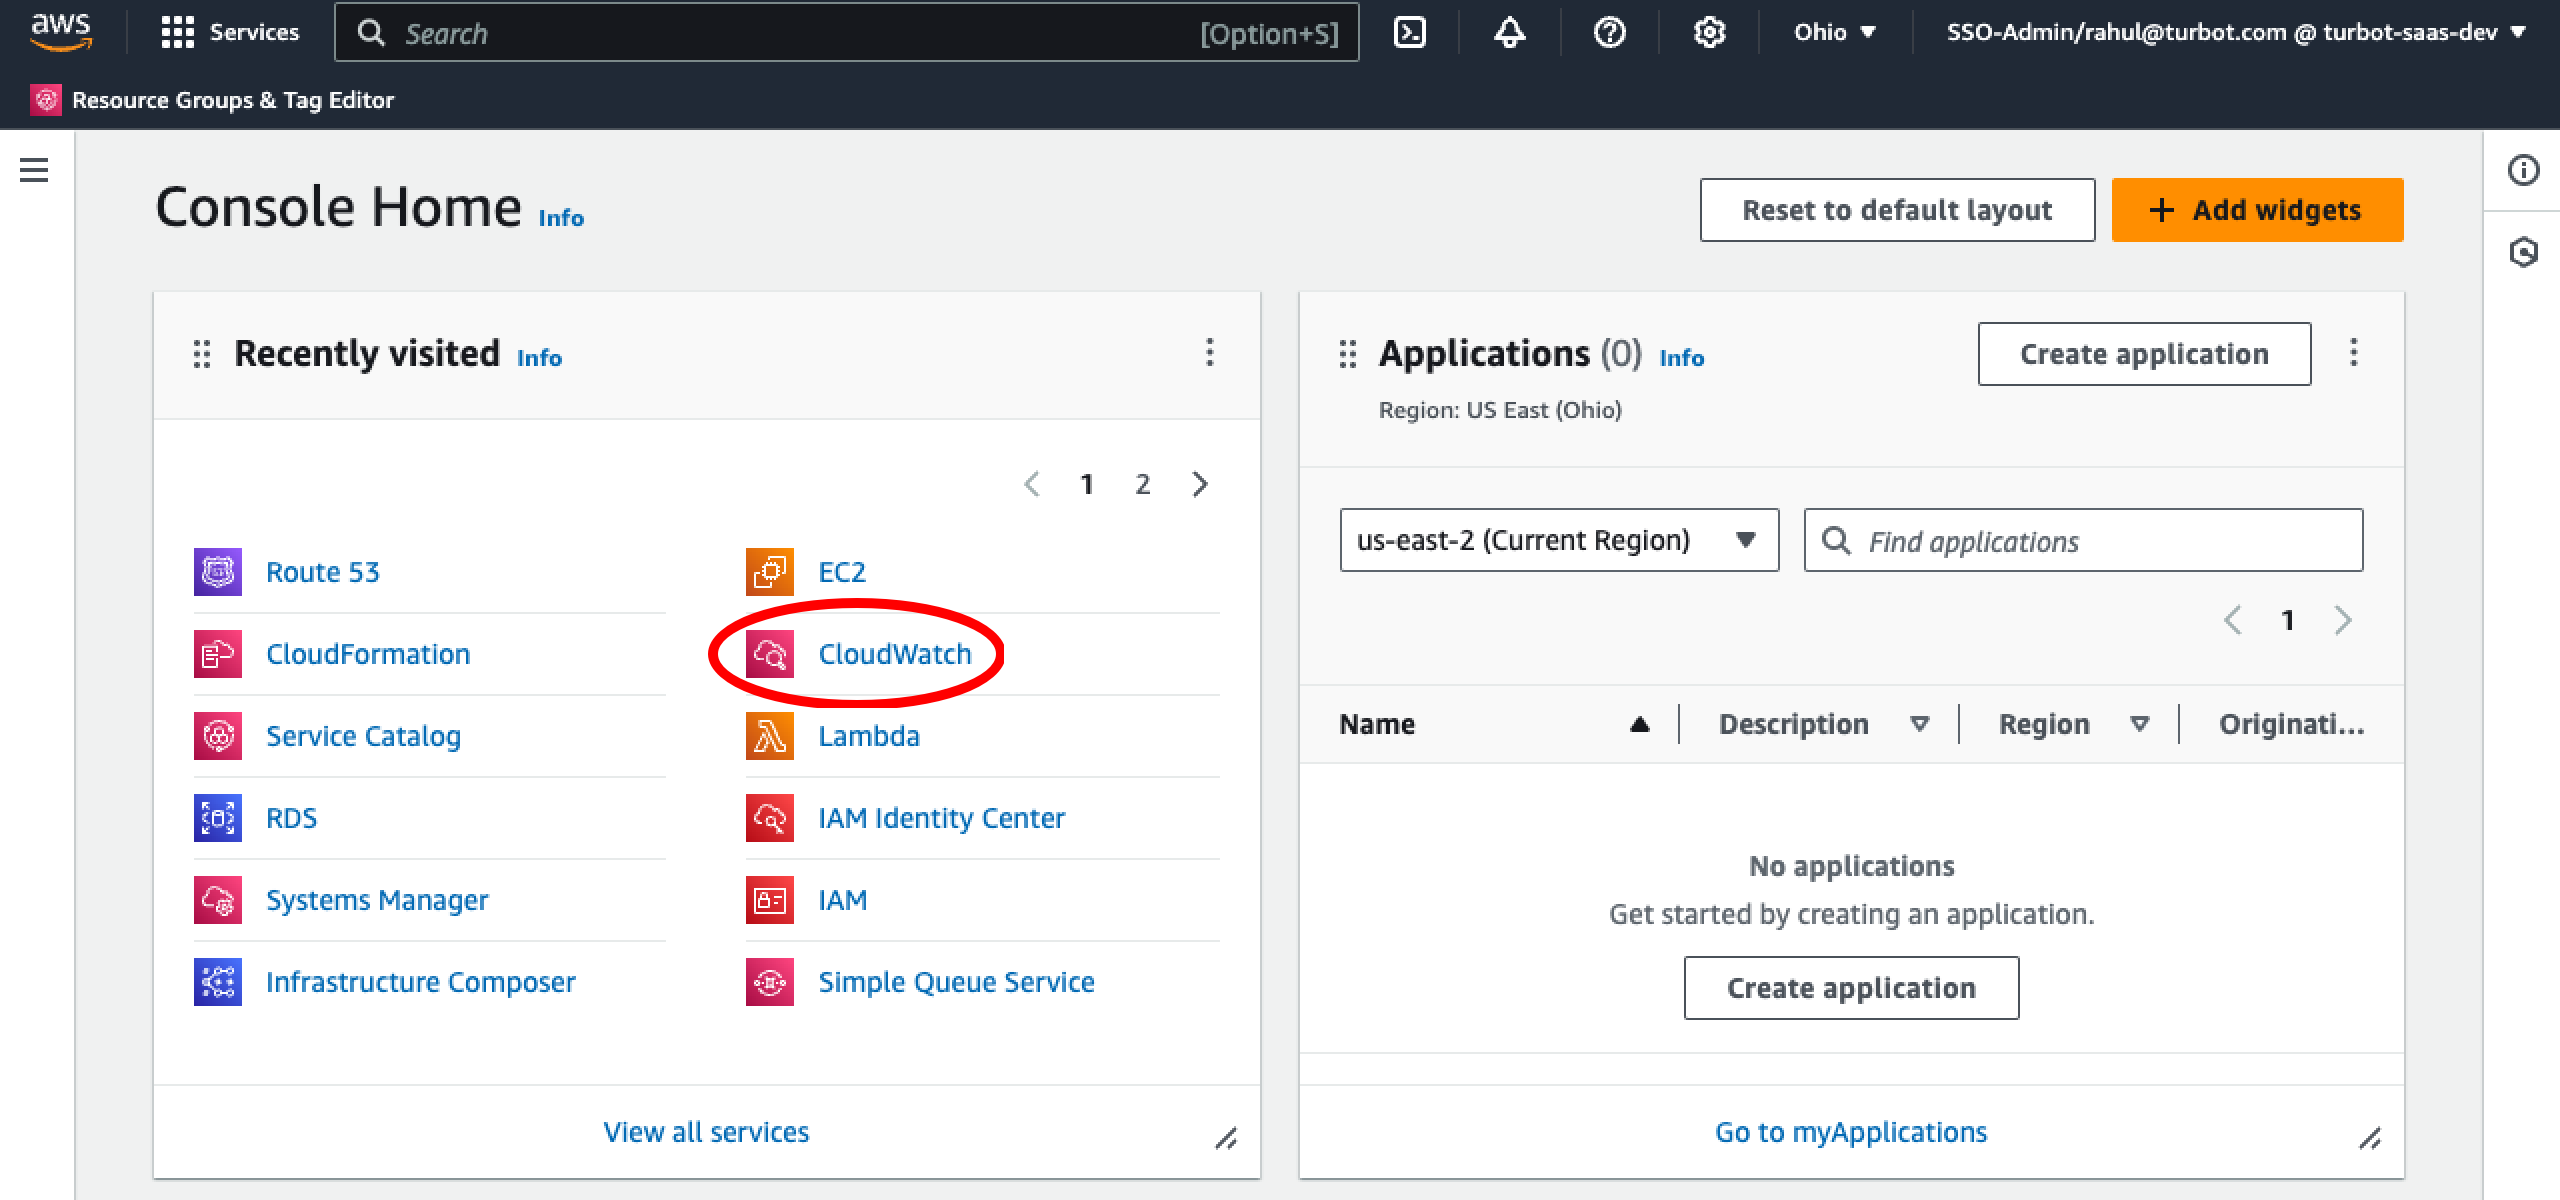 aws Services Search [Option+S] Ohio SSO-Admin/rahul@turbot.com @ turbot-saas-dev
Resource Groups & Tag Editor
Console Home Info
Reset to default layout
+ Add widgets
Recently visited Info
1 2
Route 53
EC2
CloudFormation
CloudWatch
Service Catalog
Lambda
RDS
IAM Identity Center
Systems Manager
IAM
Infrastructure Composer
Simple Queue Service
View all services
Applications (0) Info
Create application
Region: US East (Ohio)
us-east-2 (Current Region)
Find applications
1
Name Description Region Originati...
No applications
Get started by creating an application.
Create application
Go to myApplications